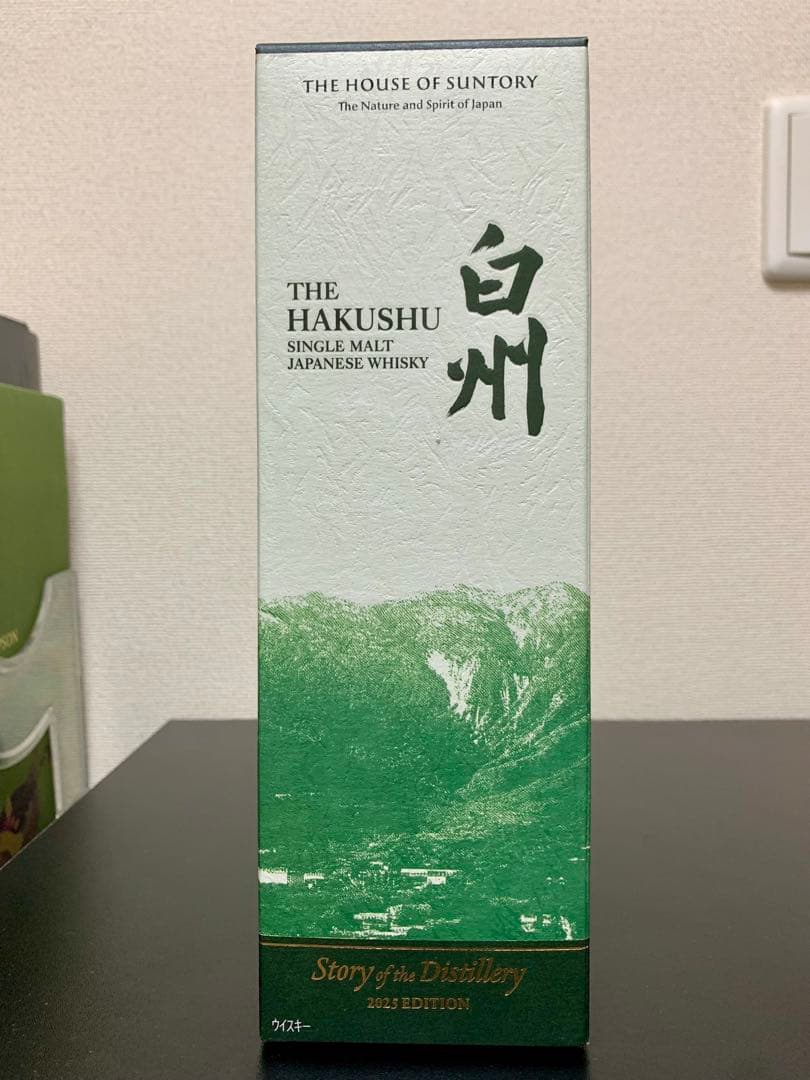 THE HOUSE OF SUNTORY
The Nature and Spirit of Japan
白州
THE
HAKUSHU
SINGLE MALT
JAPANESE WHISKY
Story of the Distillery
2025 EDITION
ウイスキー